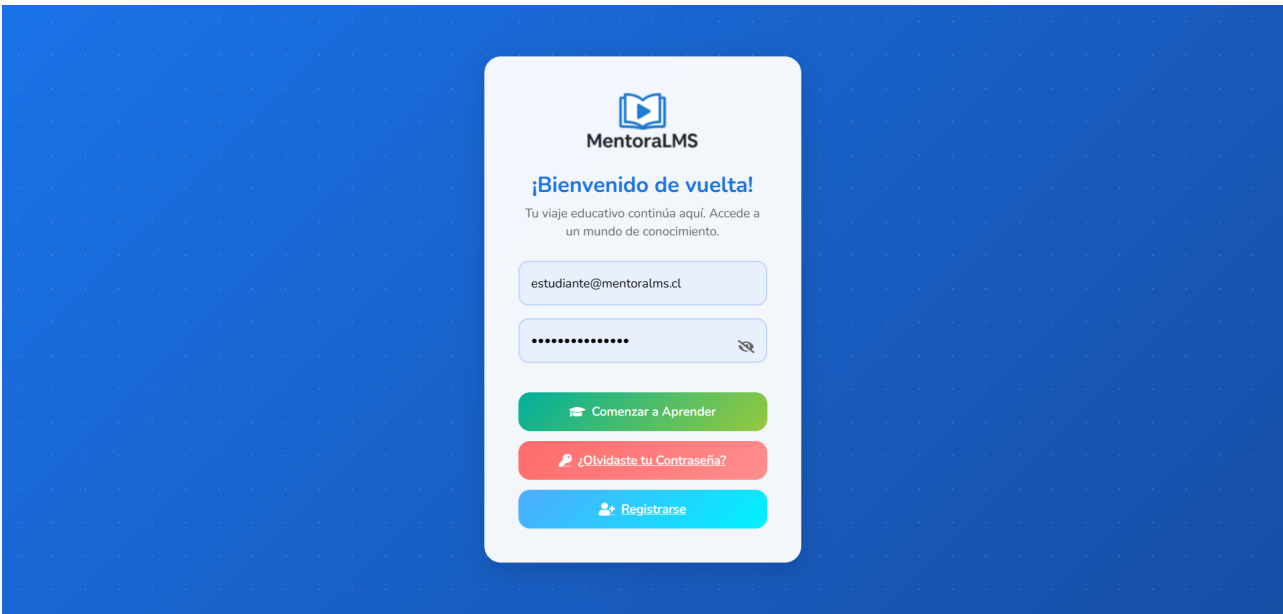 MentoraLMS
¡Bienvenido de vuelta!
Tu viaje educativo continúa aquí. Accede a
un mundo de conocimiento.
estudiante@mentoralms.cl
•••••••••••••••
Comenzar a Aprender
¿Olvidaste tu Contraseña?
Registrarse